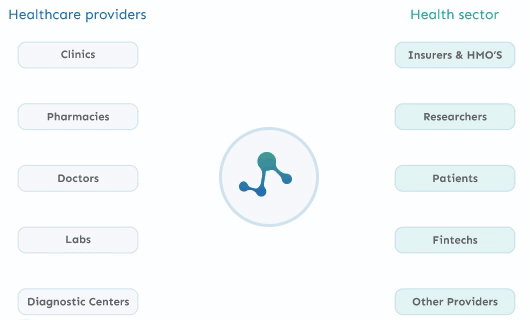 Healthcare providers
Health sector
Clinics
Insurers & HMO'S
Pharmacies
Researchers
Doctors
Patients
Labs
Fintechs
Diagnostic Centers
Other Providers